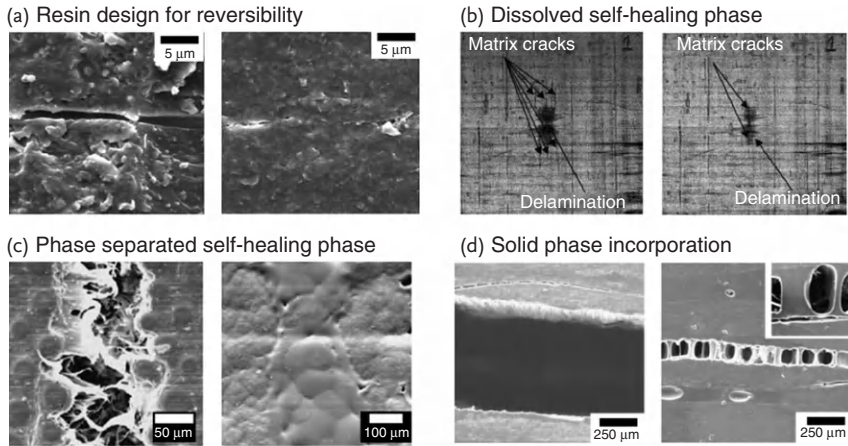 (a) Resin design for reversibility
5 μm
5 μm
(b) Dissolved self-healing phase
Matrix cracks
Matrix cracks
Delamination
Delamination
(c) Phase separated self-healing phase
50 μm
100 μm
(d) Solid phase incorporation
250 μm
250 μm